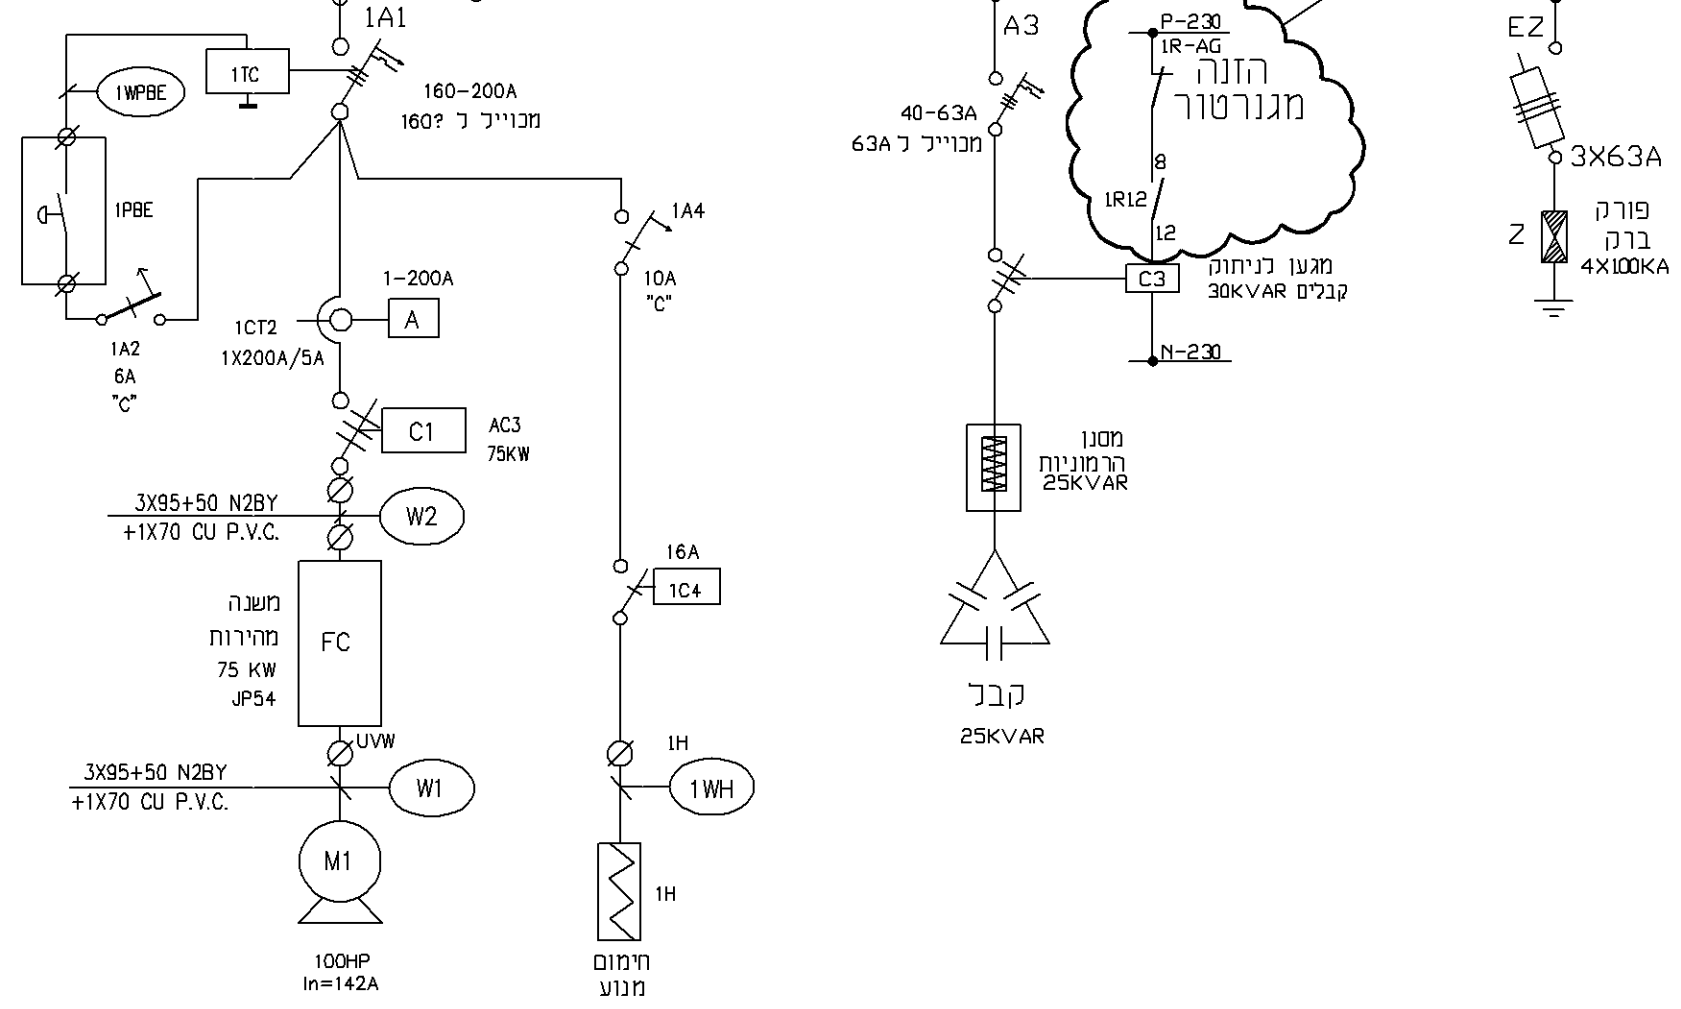 1A1
1TC
1WPBE
160-200A
מכוייל ל 160?
1PBE
1A2
6A
"C"
1CT2
1X200A/5A
1-200A
A
C1
AC3
75KW
3X95+50 N2BY
+1X70 CU P.V.C.
W2
משנה
מהירות
75 KW
JP54
FC
UVW
3X95+50 N2BY
+1X70 CU P.V.C.
W1
M1
100HP
In=142A
1A4
10A
"C"
16A
1C4
1H
1WH
1H
חימום
מנוע
A3
40-63A
מכוייל ל 63A
P-230
1R-AG
הזנה
מגנרטור
8
1R12
12
C3
מגען לניתוק
קבלים 30KVAR
N-230
מסנן
הרמוניות
25KVAR
קבל
25KVAR
EZ
3X63A
Z
פורק
ברק
4X100KA